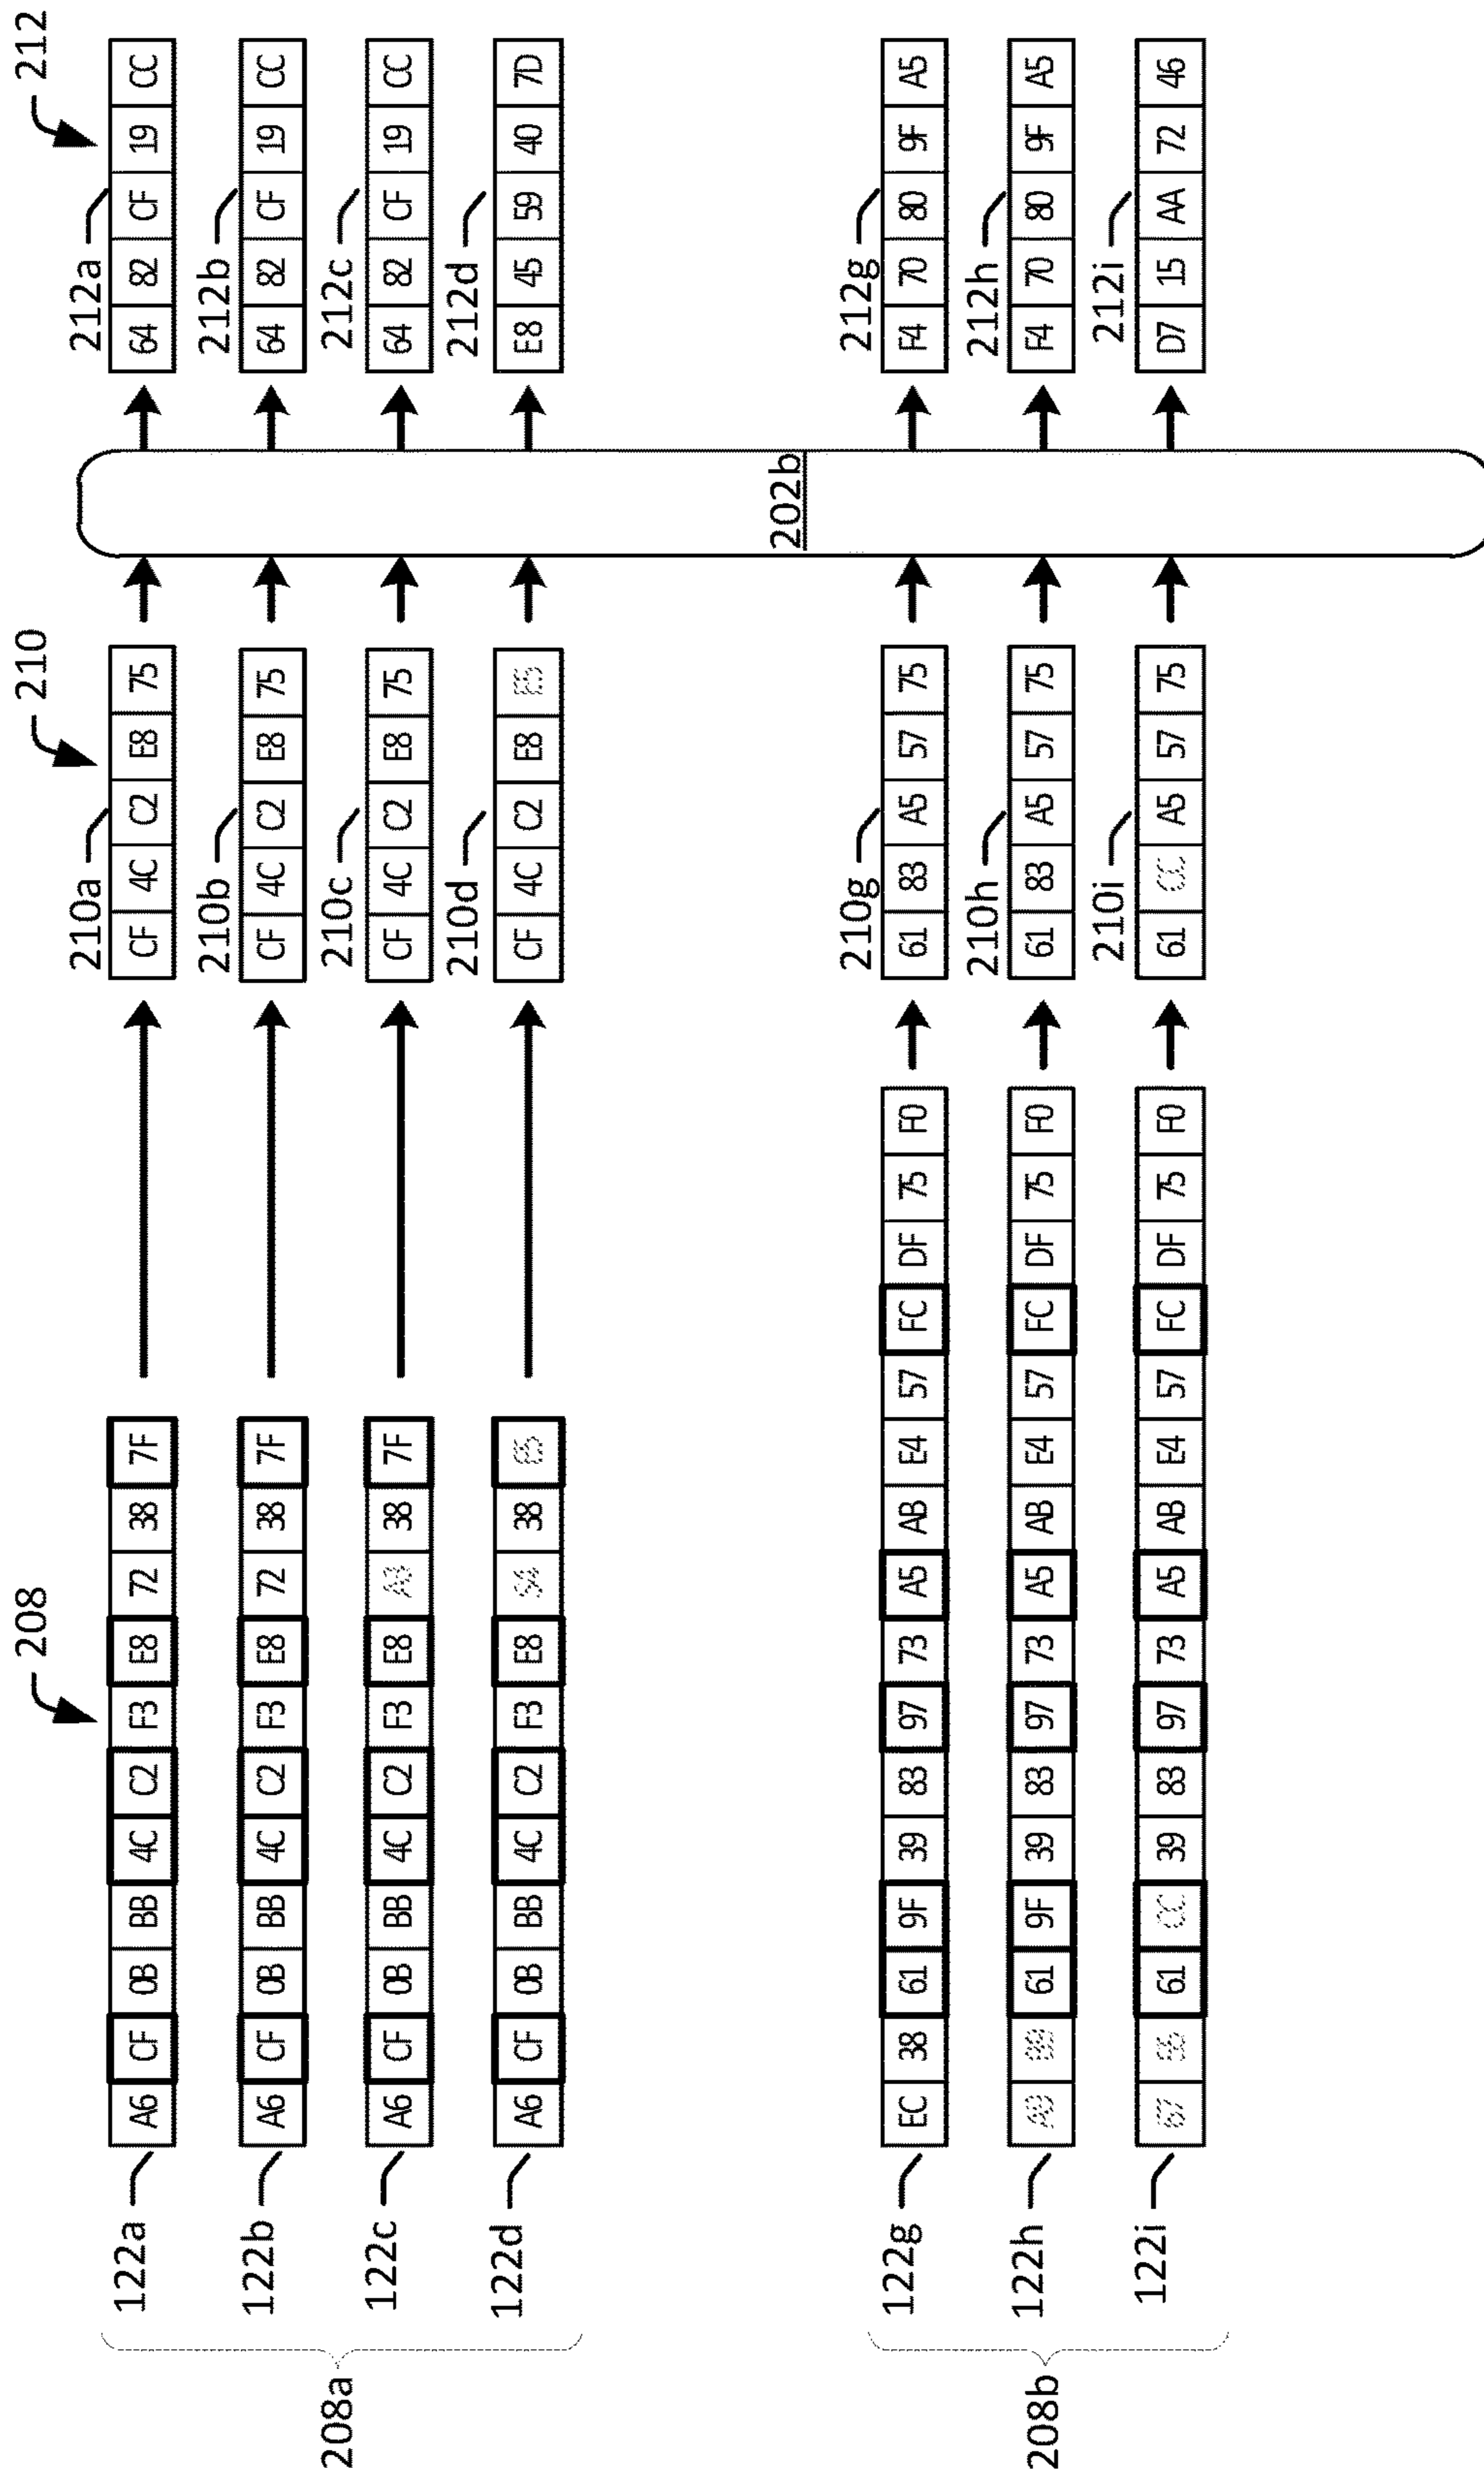 208 210 212
210a 212a
122a A6 CF 0B BB 4C C2 F3 E8 72 38 7F CF 4C C2 E8 75 64 82 CF 19 CC
210b 212b
122b A6 CF 0B BB 4C C2 F3 E8 72 38 7F CF 4C C2 E8 75 64 82 CF 19 CC
208a 210c 212c
122c A6 CF 0B BB 4C C2 F3 E8 38 7F CF 4C C2 E8 75 64 82 CF 19 CC
210d 212d
122d A6 CF 0B BB 4C C2 F3 E8 38 CF 4C C2 E8 E8 45 59 40 7D
202b
210g 212g
122g EC 38 61 9F 39 83 97 73 A5 AB E4 57 FC DF 75 F0 61 83 A5 57 75 F4 70 80 9F A5
210h 212h
208b 122h 61 9F 39 83 97 73 A5 AB E4 57 FC DF 75 F0 61 83 A5 57 75 F4 70 80 9F A5
210i 212i
122i 61 39 83 97 73 A5 AB E4 57 FC DF 75 F0 61 A5 57 75 D7 15 AA 72 46